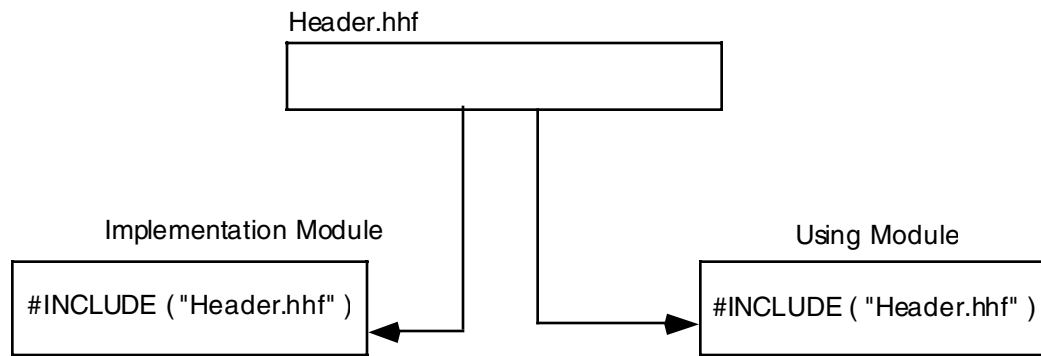 Header.hhf
Implementation Module
Using Module
#INCLUDE ( "Header.hhf" )
#INCLUDE ( "Header.hhf" )